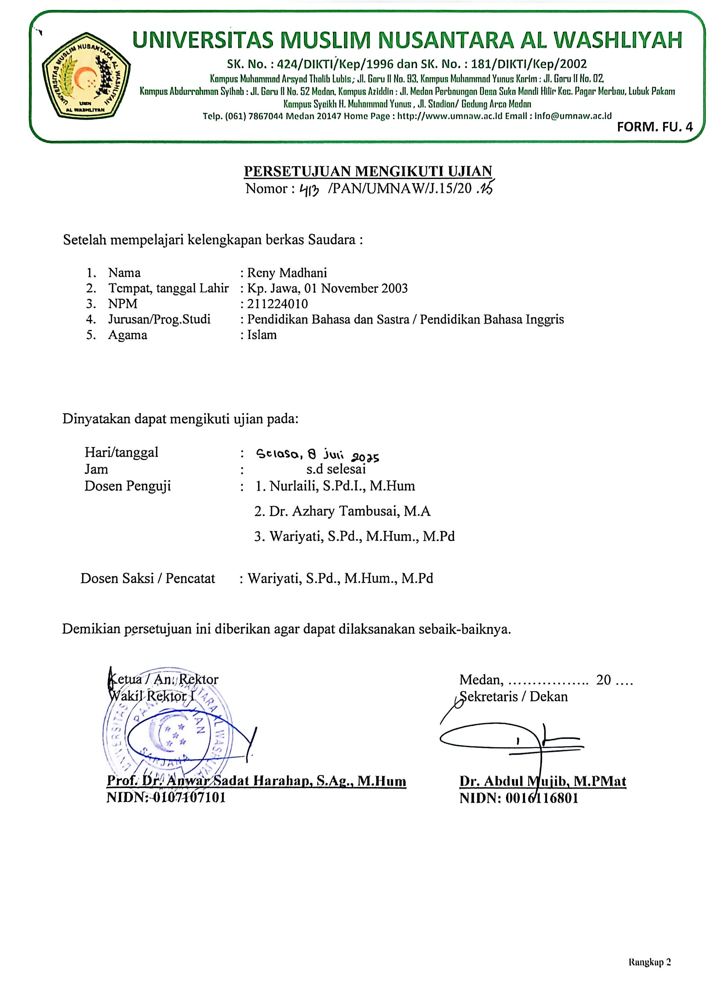 UNIVERSITAS MUSLIM NUSANTARA AL WASHLIYAH
SK. No. : 424/DIKTI/Kep/1996 dan SK. No. : 181/DIKTI/Kep/2002
Kampus Muhammad Arsyad Thalib Lubis; Jl. Garu II No. 93, Kampus Muhammad Yunus Karim : Jl. Garu II No. 02,
Kampus Abdurrahman Syihab : Jl. Garu II No. 52 Medan, Kampus Aziddin : Jl. Medan Perbaungan Desa Suka Mandi Hilir Kec. Pagar Merbau, Lubuk Pakam
Kampus Syaikh H. Muhammad Yunus , Jl. Stadion/ Gedung Arca Medan
Telp. (061) 7867044 Medan 20147 Home Page : http://www.umnaw.ac.id Email : info@umnaw.ac.id
FORM. FU. 4
UNIVERSITAS MUSLIM NUSANTARA AL WASHLIYAH
UMN
AL WASHLIYAH
PERSETUJUAN MENGIKUTI UJIAN
Nomor : 413 /PAN/UMNAW/J.15/20 .25
Setelah mempelajari kelengkapan berkas Saudara :
1. Nama : Reny Madhani
2. Tempat, tanggal Lahir : Kp. Jawa, 01 November 2003
3. NPM : 211224010
4. Jurusan/Prog.Studi : Pendidikan Bahasa dan Sastra / Pendidikan Bahasa Inggris
5. Agama : Islam
Dinyatakan dapat mengikuti ujian pada:
Hari/tanggal : Selasa, 8 juli 2025
Jam : s.d selesai
Dosen Penguji : 1. Nurlaili, S.Pd.I., M.Hum
2. Dr. Azhary Tambusai, M.A
3. Wariyati, S.Pd., M.Hum., M.Pd
Dosen Saksi / Pencatat : Wariyati, S.Pd., M.Hum., M.Pd
Demikian persetujuan ini diberikan agar dapat dilaksanakan sebaik-baiknya.
Ketua / An. Rektor
Wakil Rektor I
Prof. Dr. Anwar Sadat Harahap, S.Ag., M.Hum
NIDN: 0107107101
Medan, ................. 20 ....
Sekretaris / Dekan
Dr. Abdul Mujib, M.PMat
NIDN: 0016116801
Rangkap 2